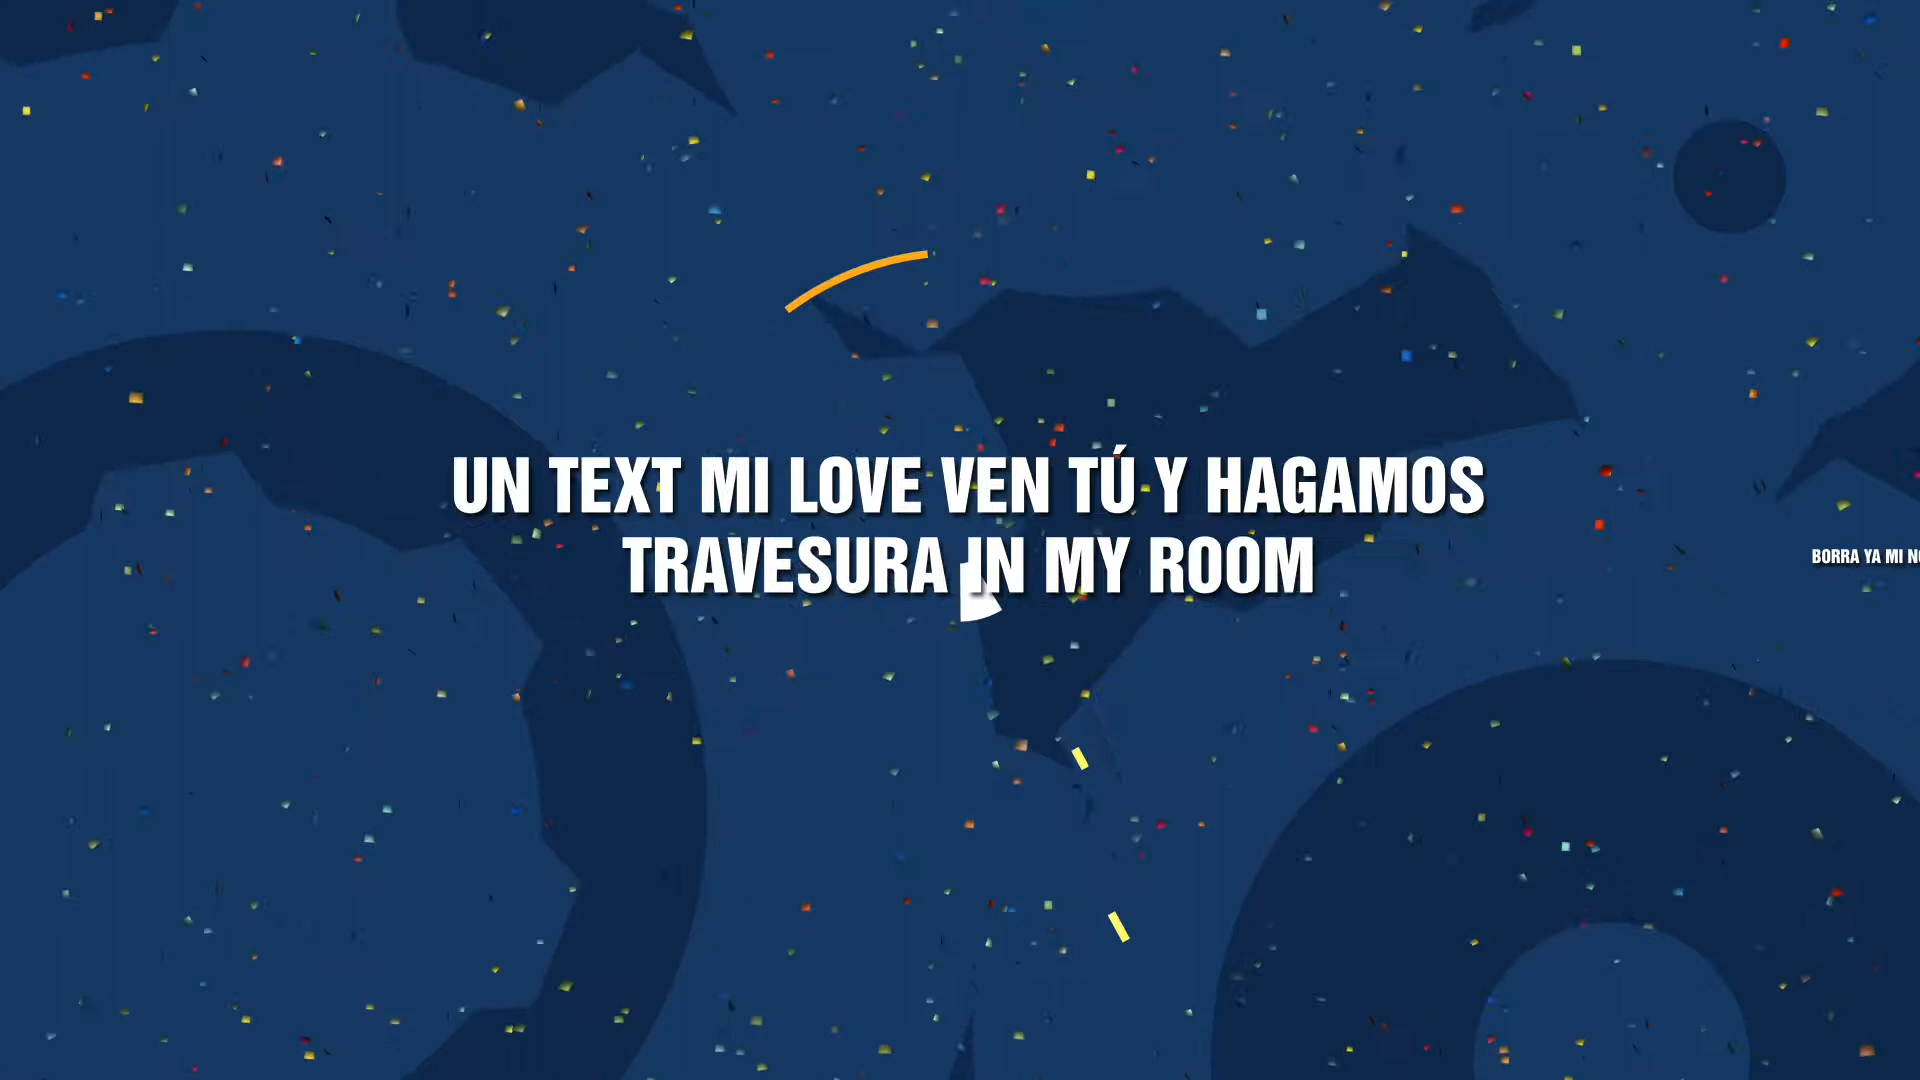 UN TEXT MI LOVE VEN TÚ Y HAGAMOS
TRAVESURA IN MY ROOM
BORRA YA MI